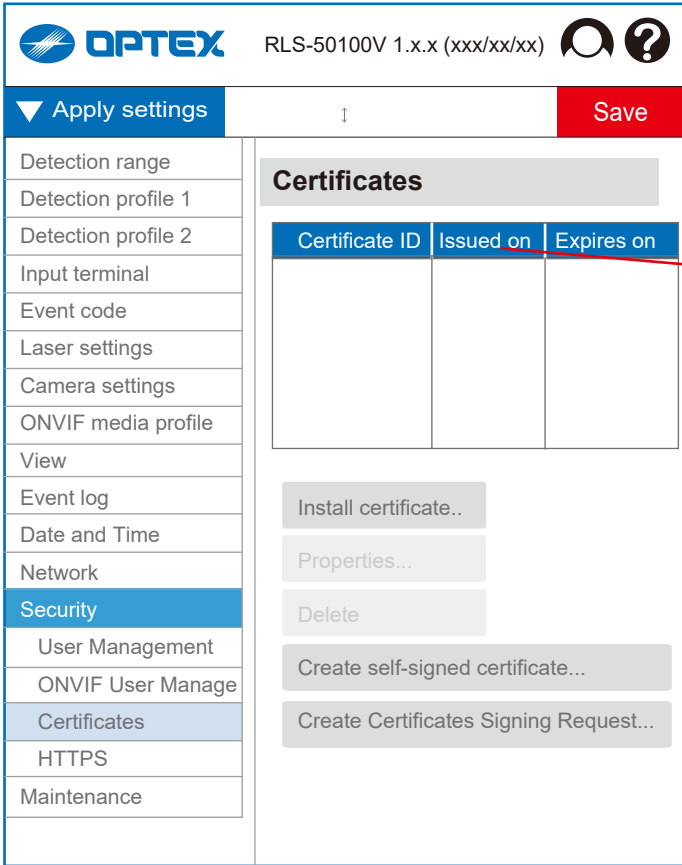 OPTEX RLS-50100V 1.x.x (xxx/xx/xx) ?
Apply settings ↕ Save
Detection range
Detection profile 1
Detection profile 2
Input terminal
Event code
Laser settings
Camera settings
ONVIF media profile
View
Event log
Date and Time
Network
Security
User Management
ONVIF User Manage
Certificates
HTTPS
Maintenance
Certificates
Certificate ID Issued on Expires on
Install certificate..
Properties...
Delete
Create self-signed certificate...
Create Certificates Signing Request...